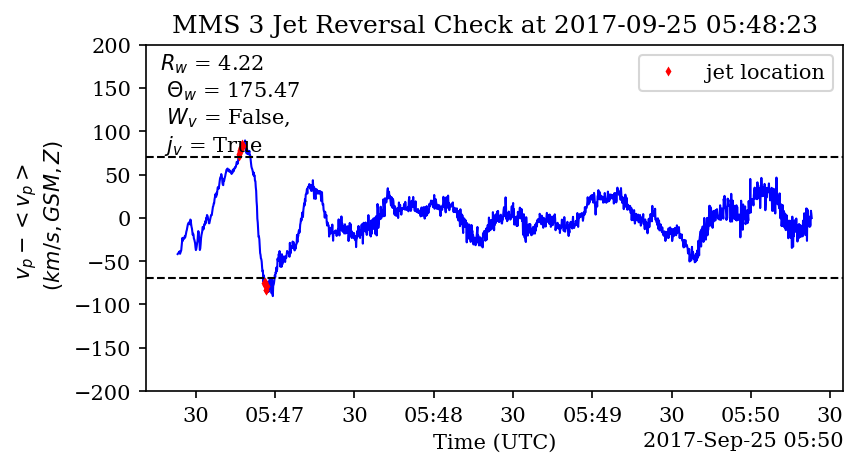 MMS 3 Jet Reversal Check at 2017-09-25 05:48:23
200
150
100
50
0
−50
−100
−150
−200
v_p − < v_p >
(km/s, GSM, Z)
R_w = 4.22
Θ_w = 175.47
W_v = False,
j_v = True
jet location
30 05:47 30 05:48 30 05:49 30 05:50 30
Time (UTC)
2017-Sep-25 05:50